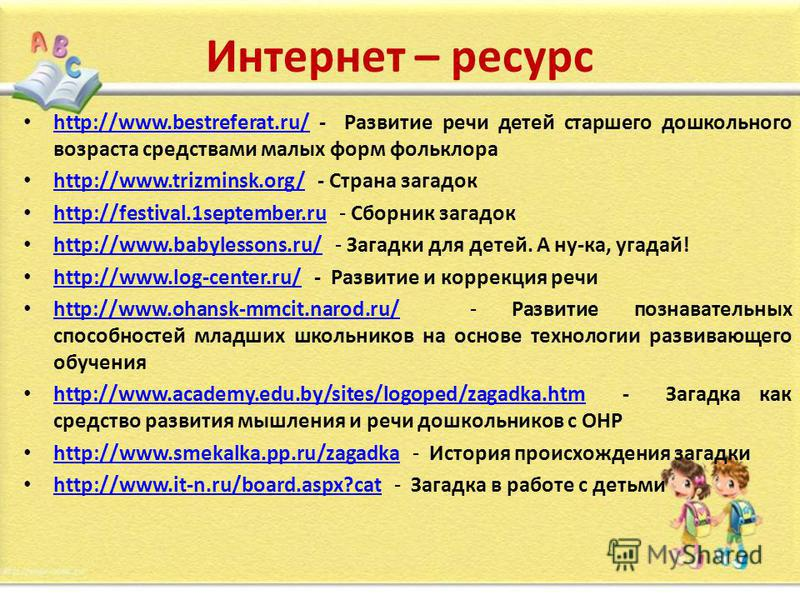 АВС
Интернет – ресурс
• http://www.bestreferat.ru/ - Развитие речи детей старшего дошкольного
возраста средствами малых форм фольклора
• http://www.trizminsk.org/ - Страна загадок
• http://festival.1september.ru - Сборник загадок
• http://www.babylessons.ru/ - Загадки для детей. А ну-ка, угадай!
• http://www.log-center.ru/ - Развитие и коррекция речи
• http://www.ohansk-mmcit.narod.ru/ - Развитие познавательных
способностей младших школьников на основе технологии развивающего
обучения
• http://www.academy.edu.by/sites/logoped/zagadka.htm - Загадка как
средство развития мышления и речи дошкольников с ОНР
• http://www.smekalka.pp.ru/zagadka - История происхождения загадки
• http://www.it-n.ru/board.aspx?cat - Загадка в работе с детьми
MyShared